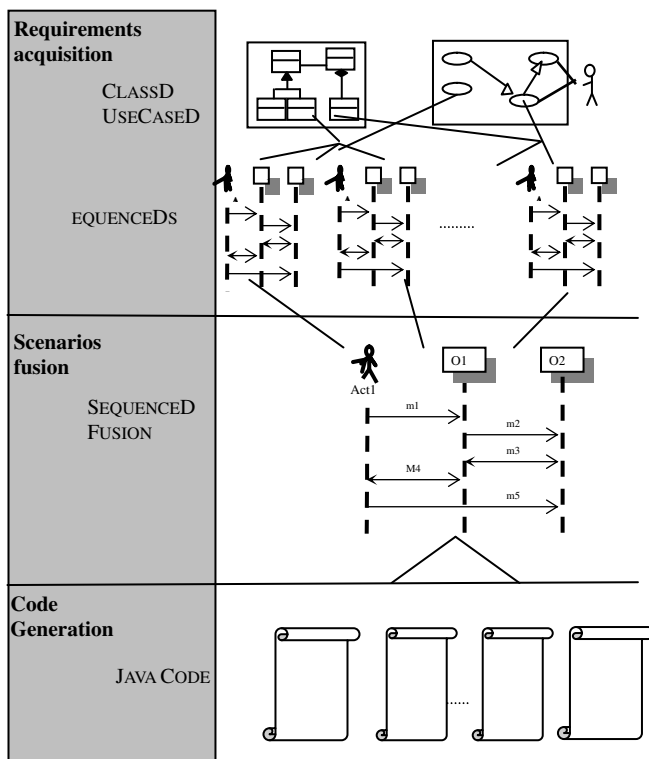 Requirements
acquisition
CLASSD
USECASED
EQUENCEDS
.........
Scenarios
fusion
SEQUENCED
FUSION
Act1
O1
O2
m1
m2
m3
M4
m5
Code
Generation
JAVA CODE
......